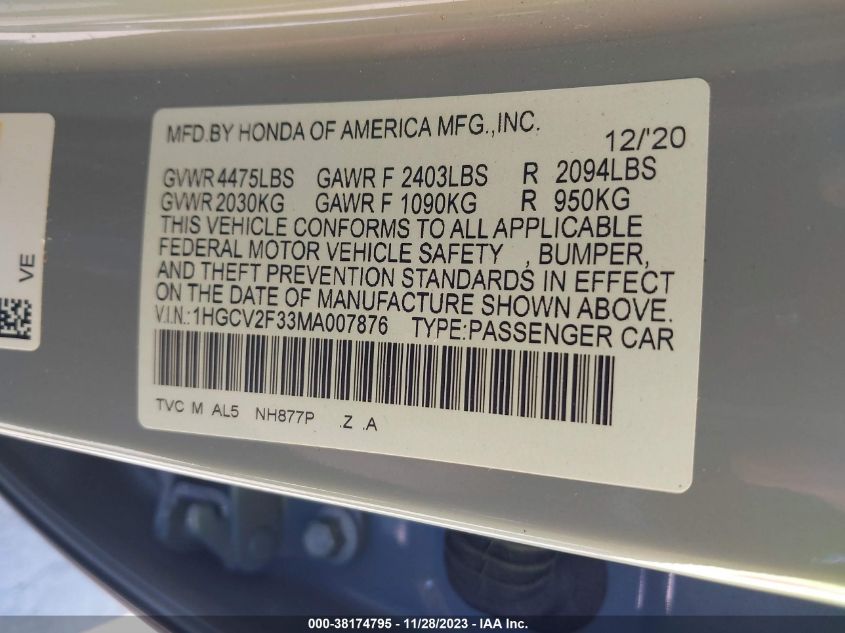 MFD.BY HONDA OF AMERICA MFG.,INC. 12/'20
GVWR 4475LBS GAWR F 2403LBS R 2094LBS
GVWR 2030KG GAWR F 1090KG R 950KG
THIS VEHICLE CONFORMS TO ALL APPLICABLE
FEDERAL MOTOR VEHICLE SAFETY , BUMPER,
AND THEFT PREVENTION STANDARDS IN EFFECT
ON THE DATE OF MANUFACTURE SHOWN ABOVE.
V.I.N.:1HGCV2F33MA007876 TYPE:PASSENGER CAR
TVC M AL5 NH877P .Z .A
VE
000-38174795 - 11/28/2023 - IAA Inc.